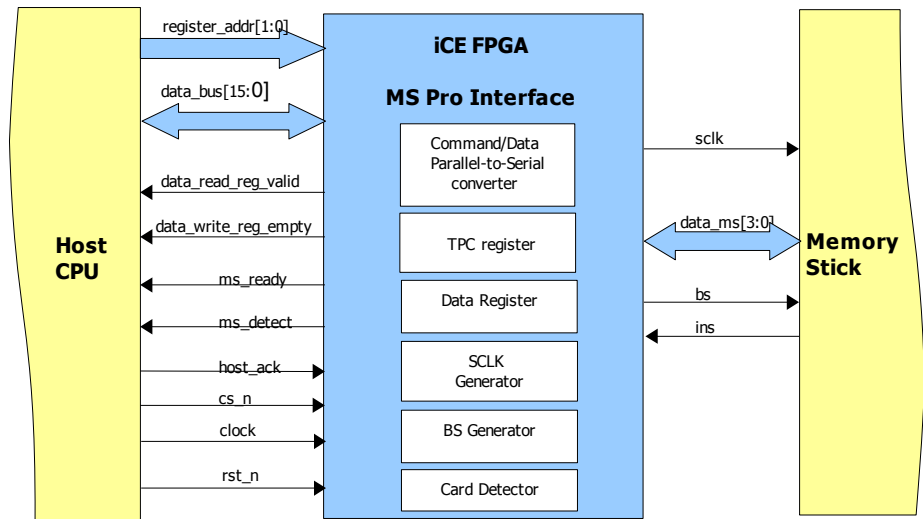 register_addr[1:0]
data_bus[15:0]
data_read_reg_valid
data_write_reg_empty
ms_ready
ms_detect
host_ack
cs_n
clock
rst_n
Host
CPU
iCE FPGA
MS Pro Interface
Command/Data
Parallel-to-Serial
converter
TPC register
Data Register
SCLK
Generator
BS Generator
Card Detector
sclk
data_ms[3:0]
bs
ins
Memory
Stick